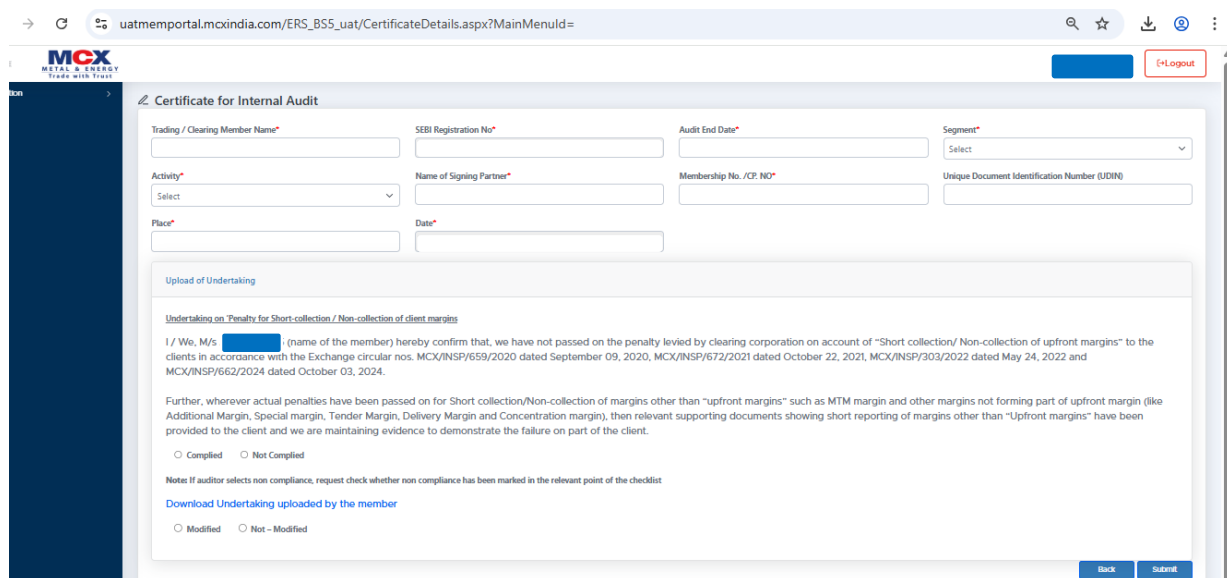 uatmemportal.mcxindia.com/ERS_BS5_uat/CertificateDetails.aspx?MainMenuId=
MCX
METAL & ENERGY
Trade with Trust
Logout
tion
Certificate for Internal Audit
Trading / Clearing Member Name* SEBI Registration No* Audit End Date* Segment*
Select
Activity* Name of Signing Partner* Membership No. /CP. NO* Unique Document Identification Number (UDIN)
Select
Place* Date*
Upload of Undertaking
Undertaking on 'Penalty for Short-collection / Non-collection of client margins
I / We, M/s. (name of the member) hereby confirm that, we have not passed on the penalty levied by clearing corporation on account of "Short collection/ Non-collection of upfront margins" to the
clients in accordance with the Exchange circular nos. MCX/INSP/659/2020 dated September 09, 2020, MCX/INSP/672/2021 dated October 22, 2021, MCX/INSP/303/2022 dated May 24, 2022 and
MCX/INSP/662/2024 dated October 03, 2024.
Further, wherever actual penalties have been passed on for Short collection/Non-collection of margins other than "upfront margins" such as MTM margin and other margins not forming part of upfront margin (like
Additional Margin, Special margin, Tender Margin, Delivery Margin and Concentration margin), then relevant supporting documents showing short reporting of margins other than "Upfront margins" have been
provided to the client and we are maintaining evidence to demonstrate the failure on part of the client.
Complied Not Complied
Note: If auditor selects non compliance, request check whether non compliance has been marked in the relevant point of the checklist
Download Undertaking uploaded by the member
Modified Not – Modified
Back Submit